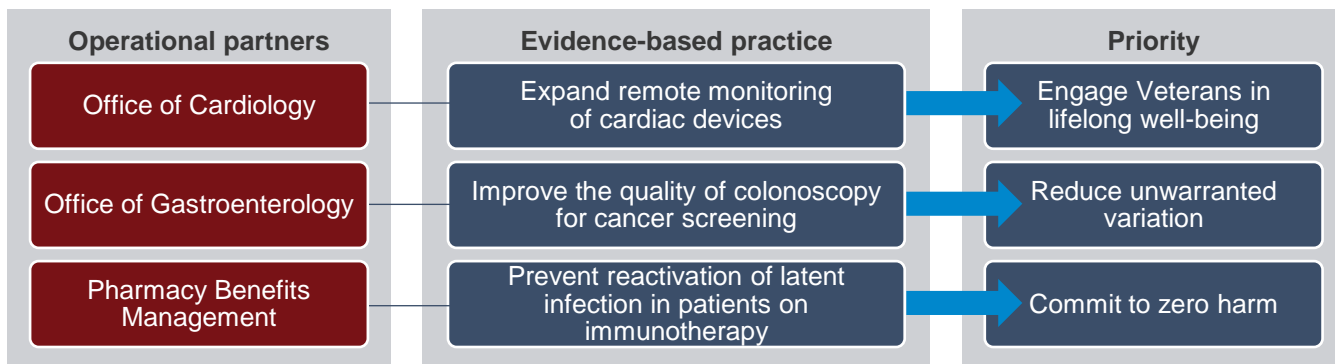 Operational partners
Evidence-based practice
Priority
Office of Cardiology
Expand remote monitoring
of cardiac devices
Engage Veterans in
lifelong well-being
Office of Gastroenterology
Improve the quality of colonoscopy
for cancer screening
Reduce unwarranted
variation
Pharmacy Benefits
Management
Prevent reactivation of latent
infection in patients on
immunotherapy
Commit to zero harm